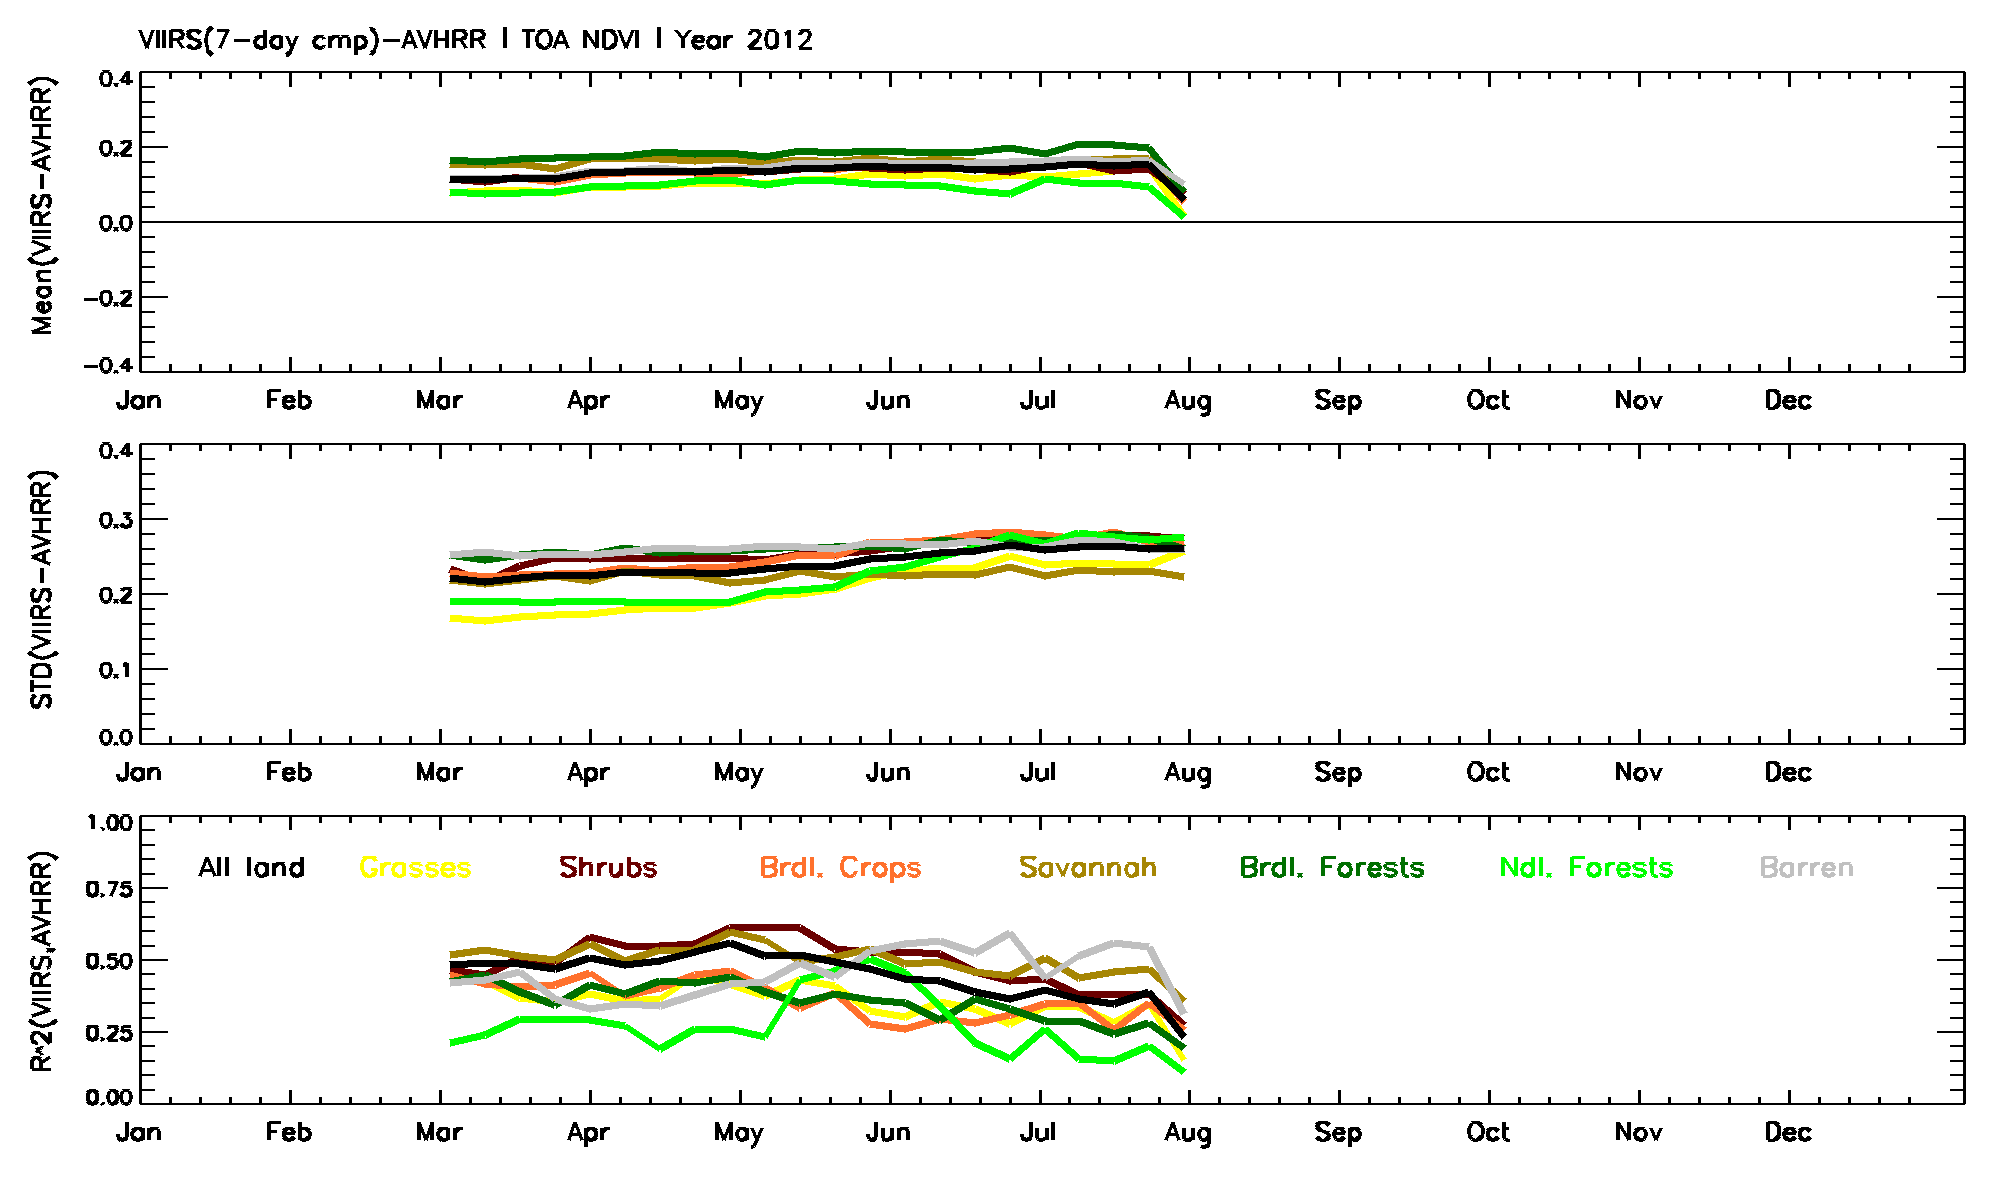 VIIRS(7-day cmp)-AVHRR | TOA NDVI | Year 2012
Mean(VIIRS-AVHRR)
0.4
0.2
0.0
-0.2
-0.4
Jan Feb Mar Apr May Jun Jul Aug Sep Oct Nov Dec
STD(VIIRS-AVHRR)
0.4
0.3
0.2
0.1
0.0
Jan Feb Mar Apr May Jun Jul Aug Sep Oct Nov Dec
R^2(VIIRS,AVHRR)
1.00
All land Grasses Shrubs Brdl. Crops Savannah Brdl. Forests Ndl. Forests Barren
0.75
0.50
0.25
0.00
Jan Feb Mar Apr May Jun Jul Aug Sep Oct Nov Dec